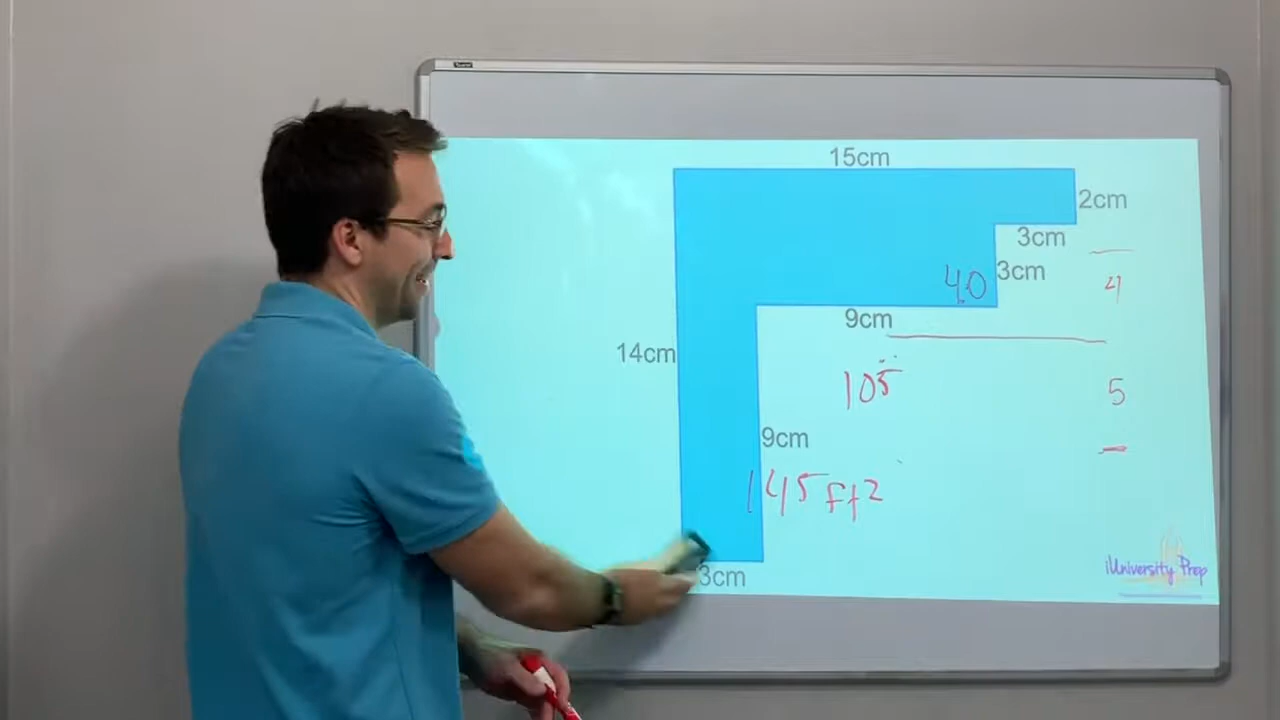 15cm
2cm
3cm
3cm
40
4
9cm
14cm
105
5
9cm
145 ft2
iUniversity Prep
3cm